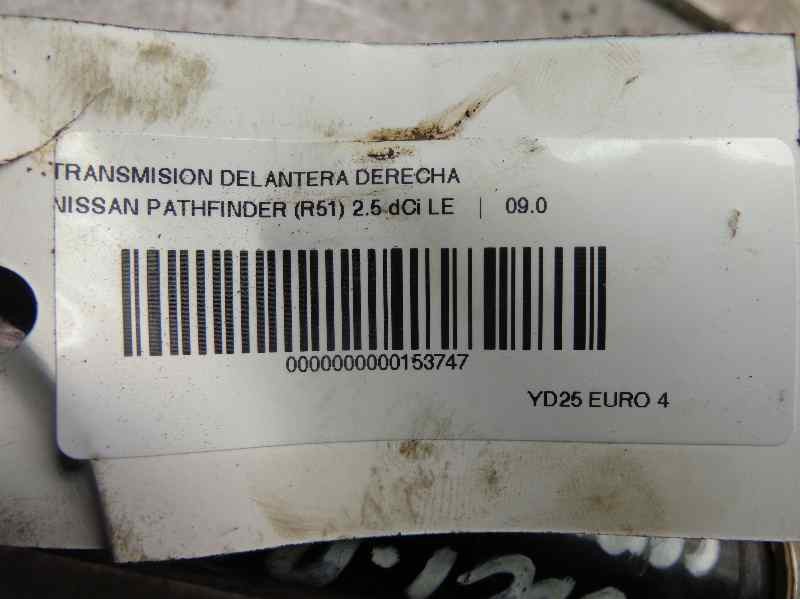 TRANSMISION DELANTERA DERECHA
NISSAN PATHFINDER (R51) 2.5 dCi LE | 09.0
0000000000153747
YD25 EURO 4